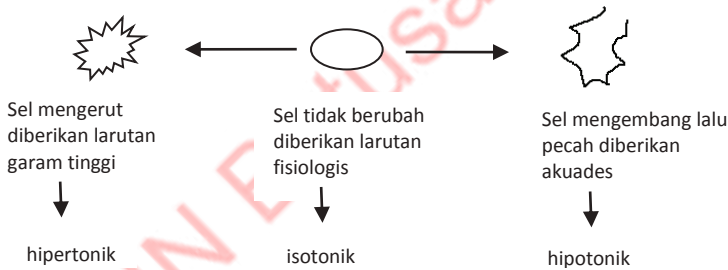 Sel mengerut
diberikan larutan
garam tinggi
Sel tidak berubah
diberikan larutan
fisiologis
Sel mengembang lalu
pecah diberikan
akuades
hipertonik
isotonik
hipotonik